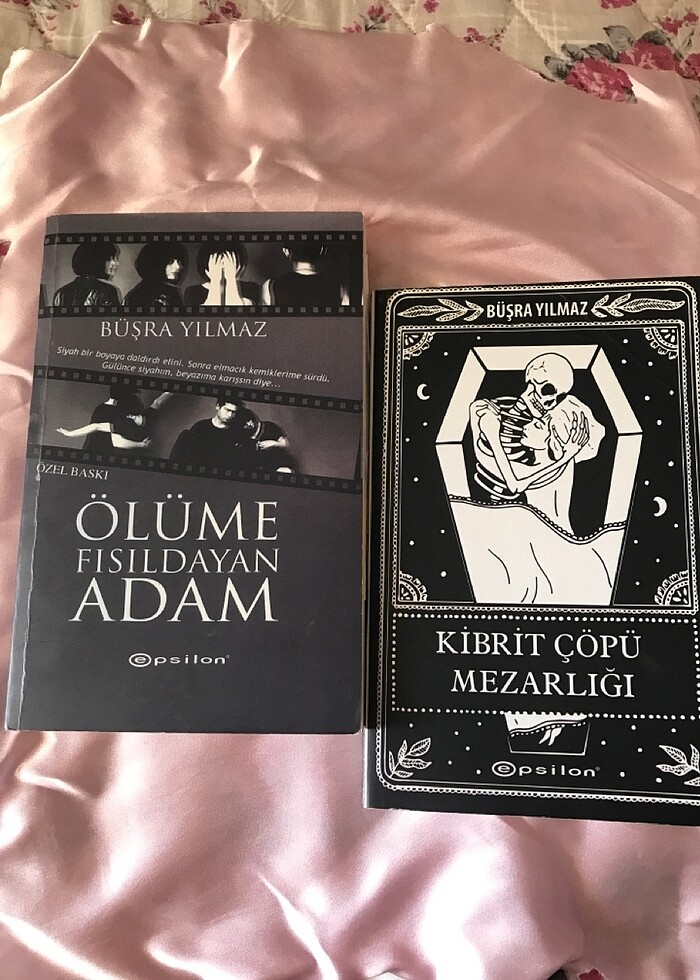 BÜŞRA YILMAZ
Siyah bir boyaya daldırdı elini. Sonra elmacık kemiklerime sürdü.
Gülünce siyahım, beyazıma karışsın diye...
ÖZEL BASKI
ÖLÜME
FISILDAYAN
ADAM
epsilon®
BÜŞRA YILMAZ
KİBRİT ÇÖPÜ
MEZARLIĞI
epsilon®